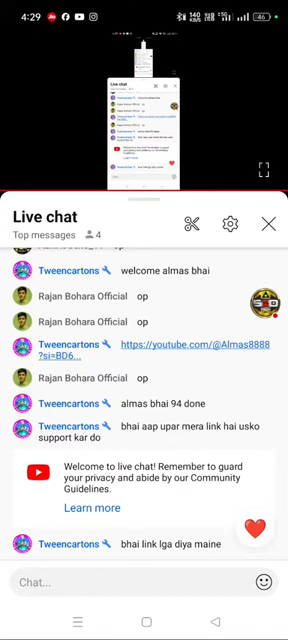 4:29
140 KB/S
46
Live chat
Top messages 4
Tweencartons welcome almas bhai
Rajan Bohara Official op
Rajan Bohara Official op
Tweencartons https://youtube.com/@Almas8888
?si=BD6...
Rajan Bohara Official op
Tweencartons almas bhai 94 done
Tweencartons bhai aap upar mera link hai usko
support kar do
Welcome to live chat! Remember to guard
your privacy and abide by our Community
Guidelines.
Learn more
Tweencartons bhai link lga diya maine
Chat...